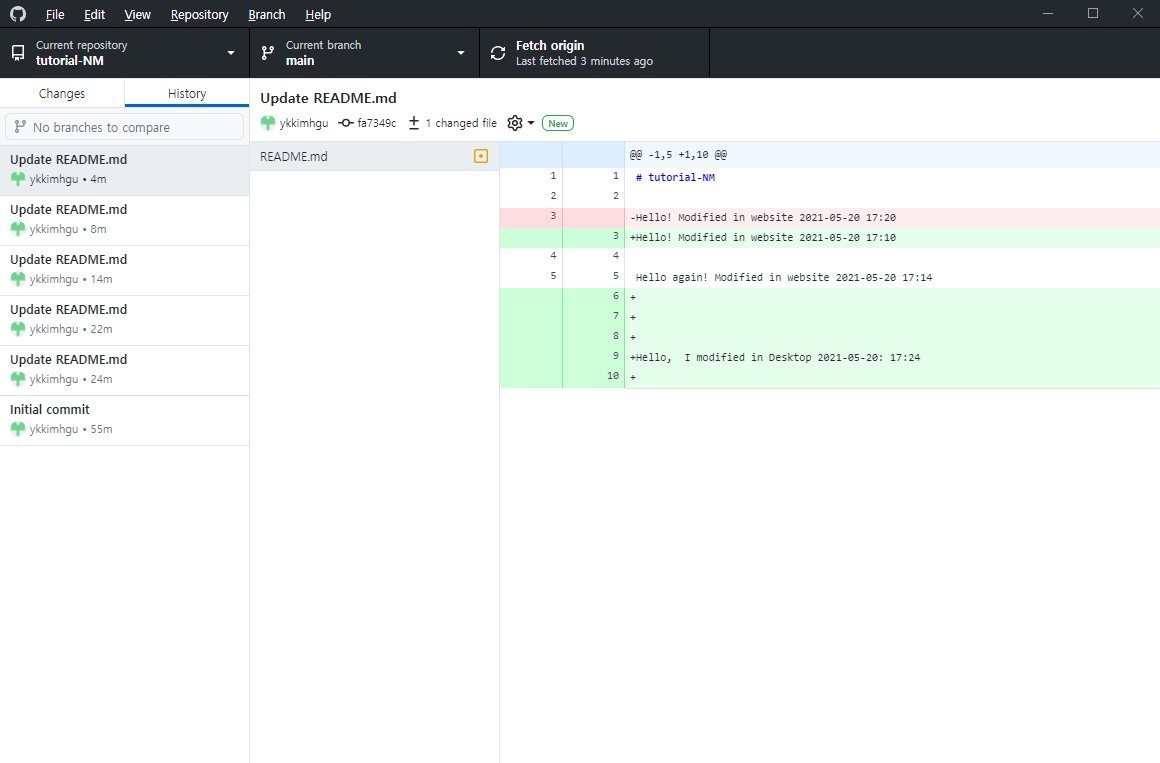 File Edit View Repository Branch Help
Current repository
tutorial-NM
Current branch
main
Fetch origin
Last fetched 3 minutes ago
Changes
History
No branches to compare
Update README.md
ykkimhgu • 4m
Update README.md
ykkimhgu • 8m
Update README.md
ykkimhgu • 14m
Update README.md
ykkimhgu • 22m
Update README.md
ykkimhgu • 24m
Initial commit
ykkimhgu • 55m
Update README.md
ykkimhgu fa7349c 1 changed file New
README.md
@@ -1,5 +1,10 @@
1 1 # tutorial-NM
2 2
3 -Hello! Modified in website 2021-05-20 17:20
3 +Hello! Modified in website 2021-05-20 17:10
4 4
5 5 Hello again! Modified in website 2021-05-20 17:14
6 +
7 +
8 +
9 +Hello,  I modified in Desktop 2021-05-20: 17:24
10 +